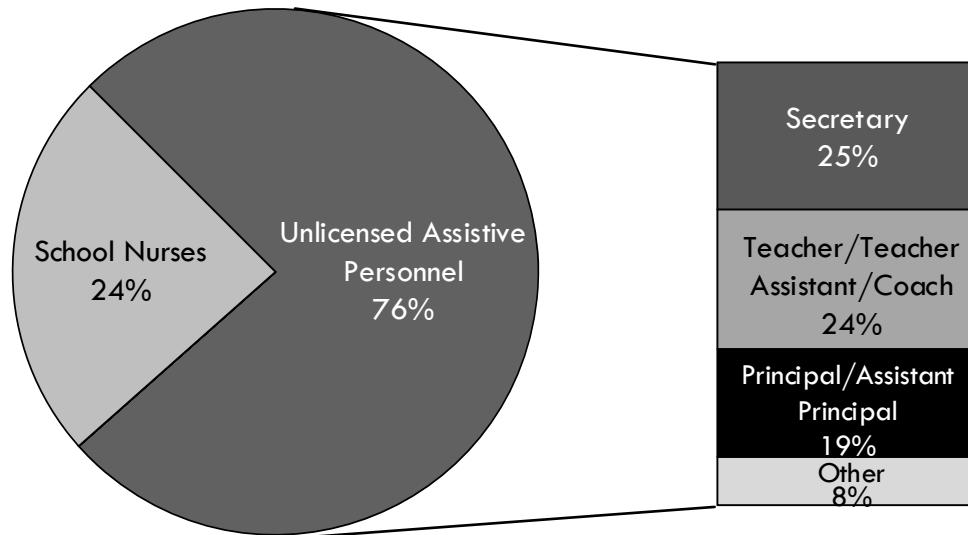 School Nurses
24%
Unlicensed Assistive
Personnel
76%
Secretary
25%
Teacher/Teacher
Assistant/Coach
24%
Principal/Assistant
Principal
19%
Other
8%